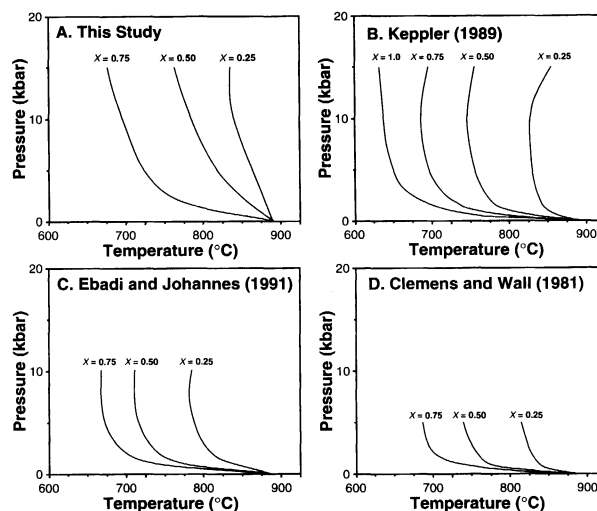 A. This Study
X = 0.75 X = 0.50 X = 0.25
Pressure (kbar)
20
10
0
600 700 800 900
Temperature (°C)
B. Keppler (1989)
X = 1.0 X = 0.75 X = 0.50 X = 0.25
Pressure (kbar)
20
10
0
600 700 800 900
Temperature (°C)
C. Ebadi and Johannes (1991)
X = 0.75 X = 0.50 X = 0.25
Pressure (kbar)
20
10
0
600 700 800 900
Temperature (°C)
D. Clemens and Wall (1981)
X = 0.75 X = 0.50 X = 0.25
Pressure (kbar)
20
10
0
600 700 800 900
Temperature (°C)